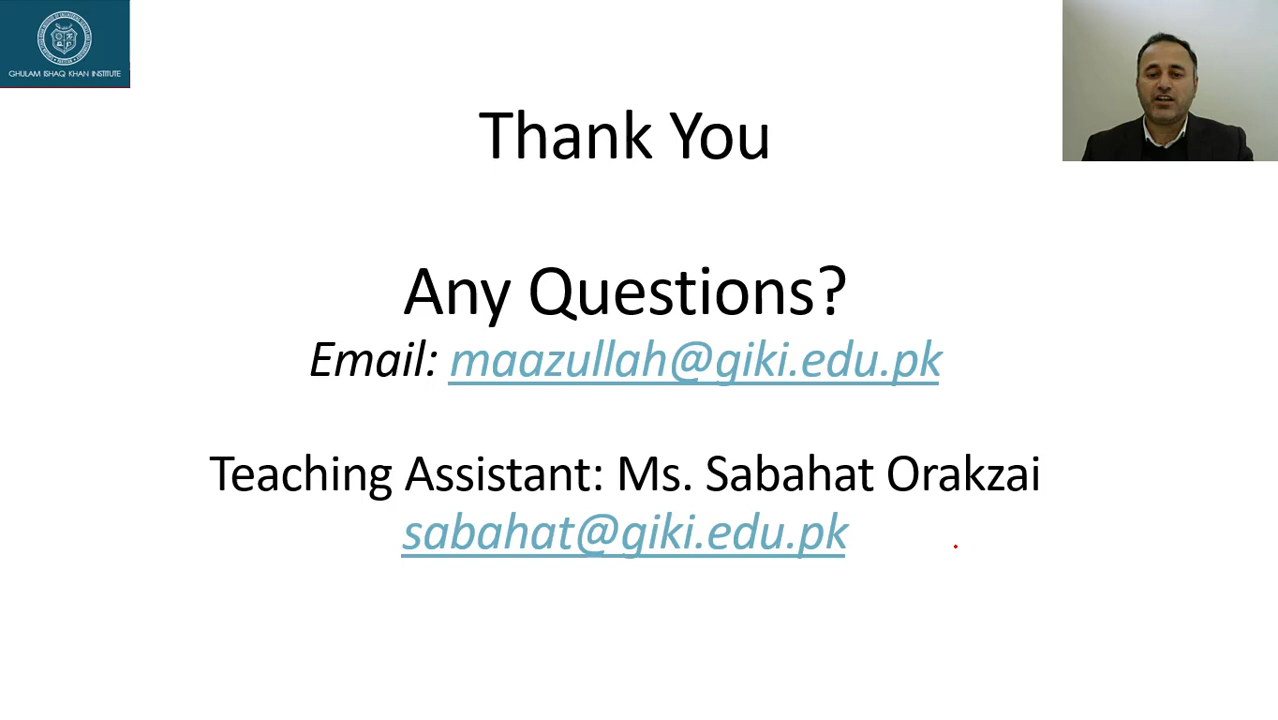 GHULAM ISHAQ KHAN INSTITUTE
Thank You
Any Questions?
Email: maazullah@giki.edu.pk
Teaching Assistant: Ms. Sabahat Orakzai
sabahat@giki.edu.pk